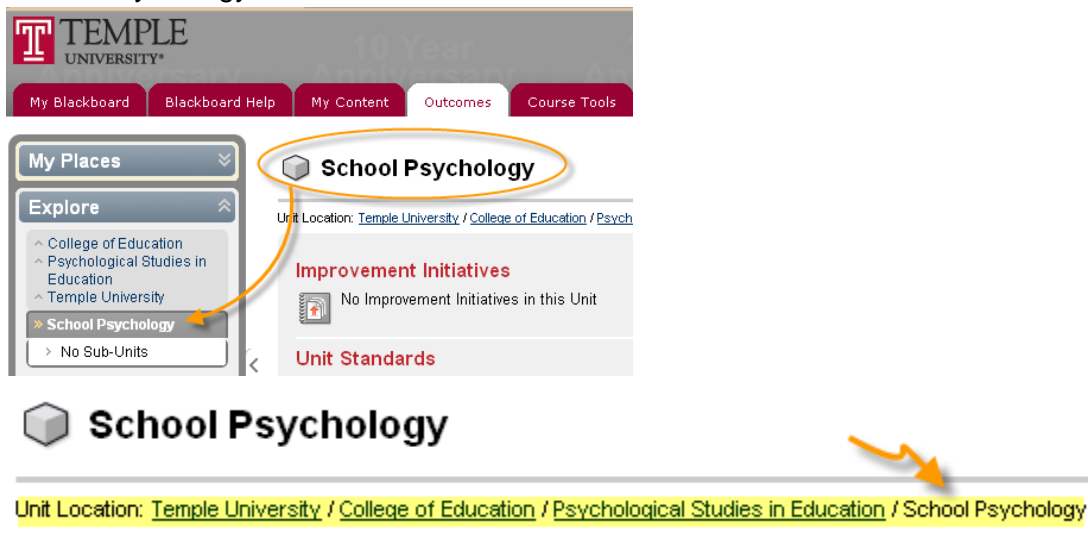 TEMPLE
UNIVERSITY®
10 Year
Anniversary Anniversary An
My Blackboard Blackboard Help My Content Outcomes Course Tools
My Places
School Psychology
Explore
Unit Location: Temple University / College of Education / Psych
^ College of Education
^ Psychological Studies in
Education
^ Temple University
Improvement Initiatives
No Improvement Initiatives in this Unit
» School Psychology
> No Sub-Units
Unit Standards
School Psychology
Unit Location: Temple University / College of Education / Psychological Studies in Education / School Psychology